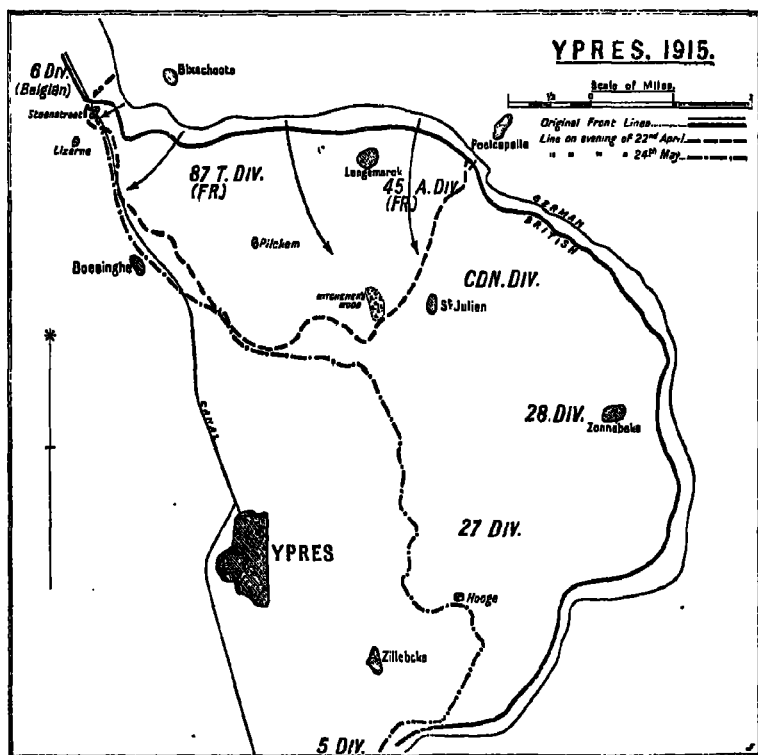 YPRES, 1915.
Scale of Miles.
1 1/2 0 1 2
Original Front Lines
Line on evening of 22nd April
" " " " 24th May
6 DIV.
(Belgian)
Bixschoote
Steenstraat
Lizerne
Poelcapelle
87 T. DIV.
(FR)
Langemarck
45 A. DIV.
(FR)
GERMAN
BRITISH
Pilckem
Boesinghe
CDN. DIV.
KITCHENERS
WOOD
St Julien
28. DIV.
Zonnebeke
CANAL
27 DIV.
YPRES
Hooge
Zillebeke
5 DIV.